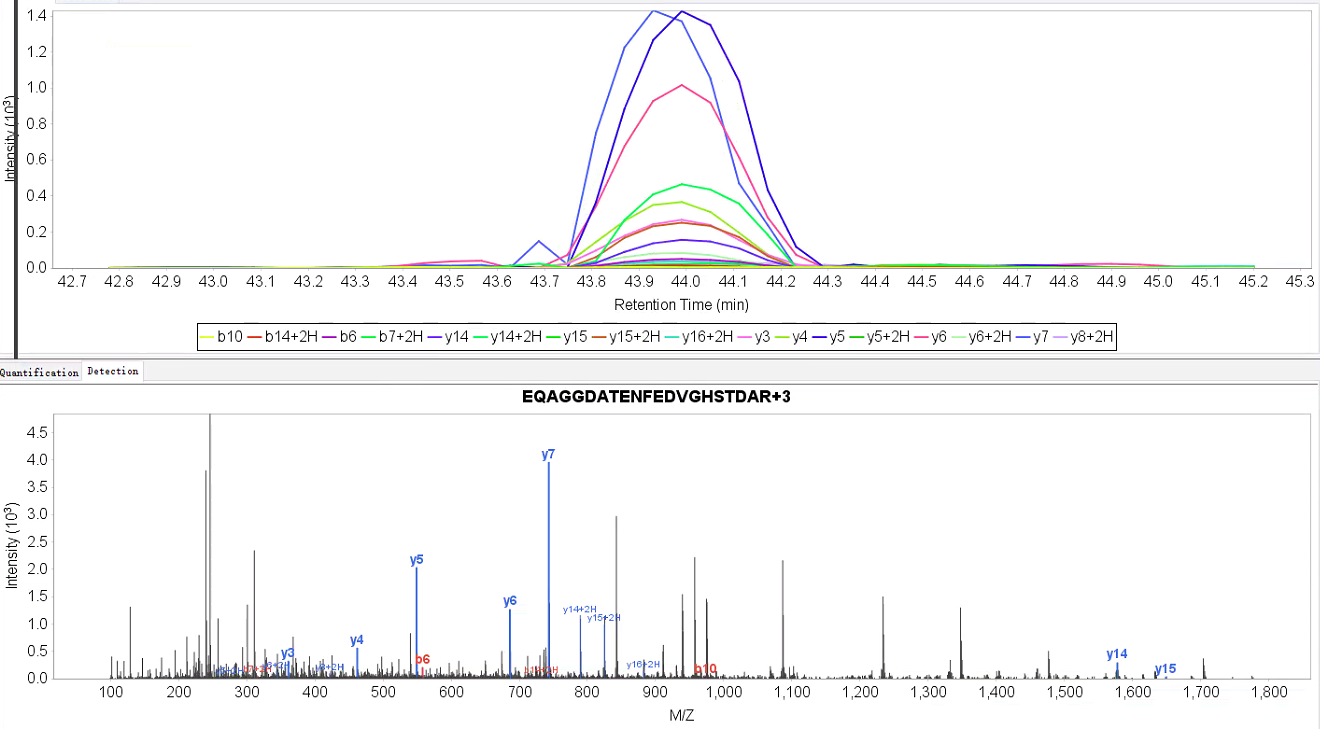 1.4
1.2
1.0
0.8
0.6
0.4
0.2
0.0
Intensity (10³)
42.7 42.8 42.9 43.0 43.1 43.2 43.3 43.4 43.5 43.6 43.7 43.8 43.9 44.0 44.1 44.2 44.3 44.4 44.5 44.6 44.7 44.8 44.9 45.0 45.1 45.2 45.3
Retention Time (min)
b10 b14+2H b6 b7+2H y14 y14+2H y15 y15+2H y16+2H y3 y4 y5 y5+2H y6 y6+2H y7 y8+2H
Quantification Detection
EQAGGDATENFEDVGHSTDAR+3
4.5
4.0
3.5
3.0
2.5
2.0
1.5
1.0
0.5
0.0
Intensity (10³)
y7
y5
y6
y14+2H
y15+2H
y4
y3
b6
y16+2H
b10
y14
y15
100 200 300 400 500 600 700 800 900 1,000 1,100 1,200 1,300 1,400 1,500 1,600 1,700 1,800
M/Z